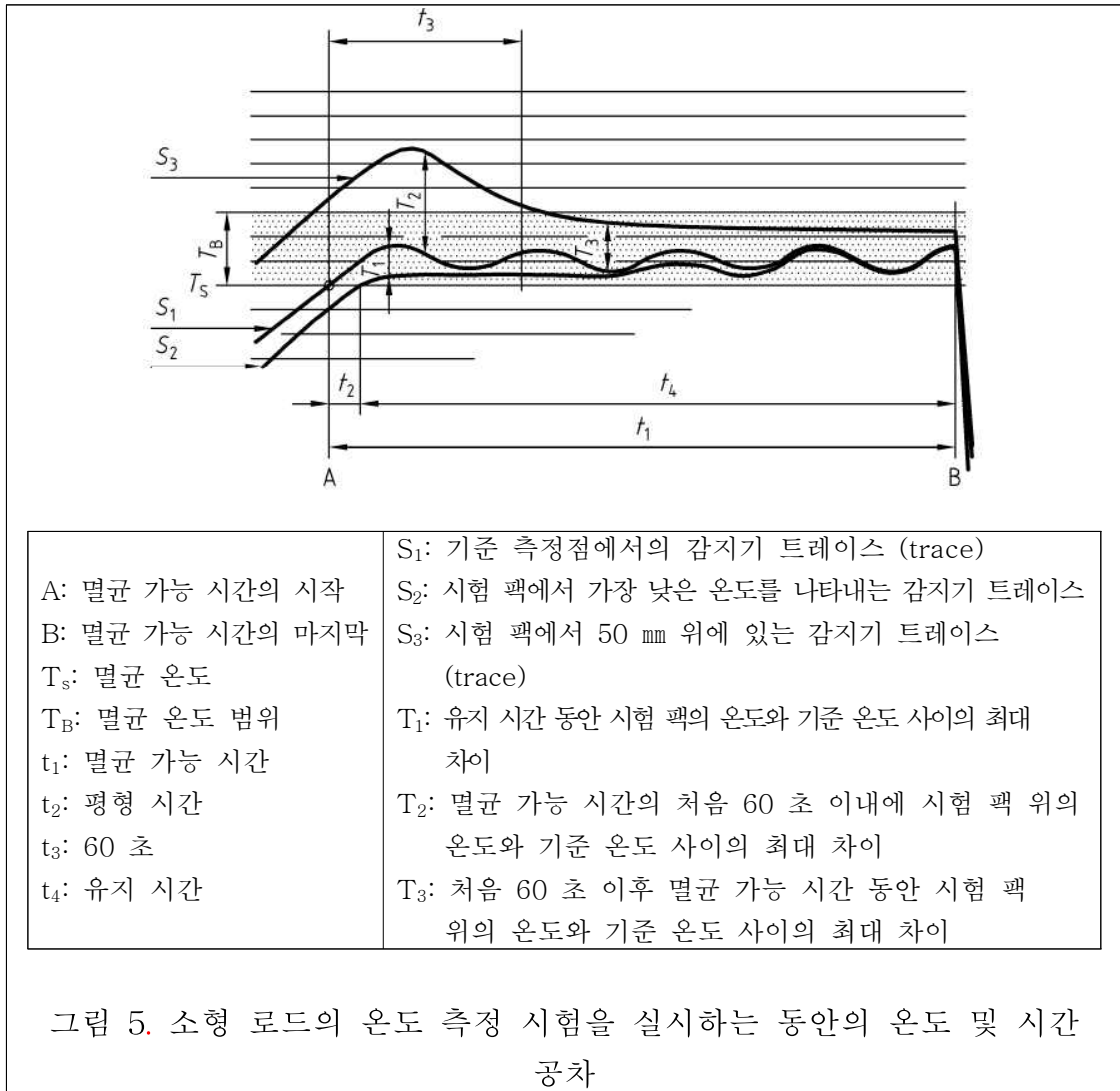 t₃
S₃
T₂
T_B
T₁
T₃
T_S
S₁
S₂
t₂
t₄
t₁
A
B
A: 멸균 가능 시간의 시작
B: 멸균 가능 시간의 마지막
Tₛ: 멸균 온도
T_B: 멸균 온도 범위
t₁: 멸균 가능 시간
t₂: 평형 시간
t₃: 60 초
t₄: 유지 시간
S₁: 기준 측정점에서의 감지기 트레이스 (trace)
S₂: 시험 팩에서 가장 낮은 온도를 나타내는 감지기 트레이스
S₃: 시험 팩에서 50 ㎜ 위에 있는 감지기 트레이스
(trace)
T₁: 유지 시간 동안 시험 팩의 온도와 기준 온도 사이의 최대
차이
T₂: 멸균 가능 시간의 처음 60 초 이내에 시험 팩 위의
온도와 기준 온도 사이의 최대 차이
T₃: 처음 60 초 이후 멸균 가능 시간 동안 시험 팩
위의 온도와 기준 온도 사이의 최대 차이
그림 5. 소형 로드의 온도 측정 시험을 실시하는 동안의 온도 및 시간
공차